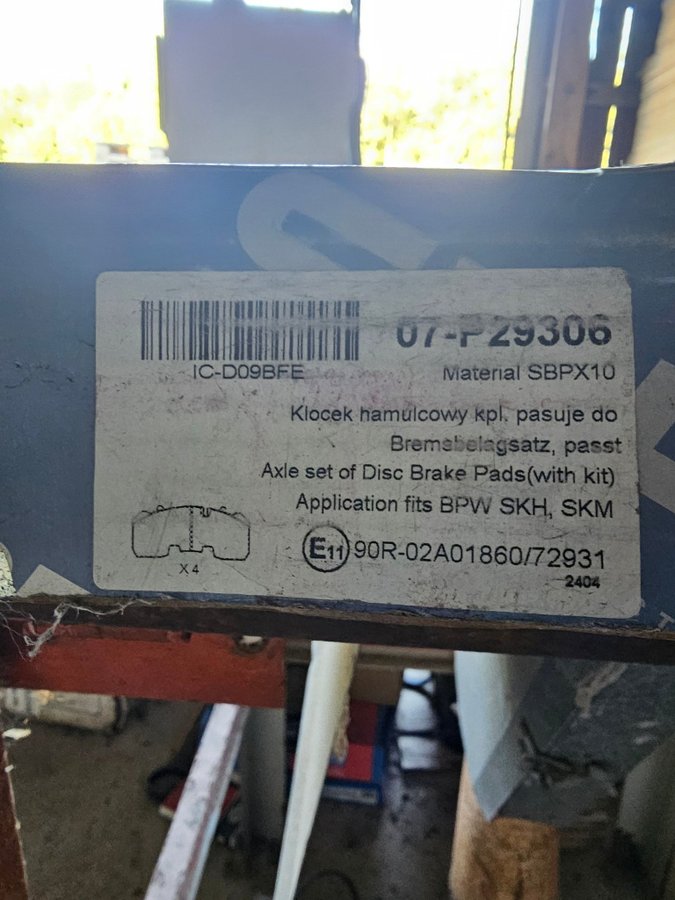 07-P29306
IC-D09BFE
Material SBPX10
Klocek hamulcowy kpl. pasuje do
Bremsbelagsatz, passt
Axle set of Disc Brake Pads(with kit)
Application fits BPW SKH, SKM
X 4
E11 90R-02A01860/72931
2404